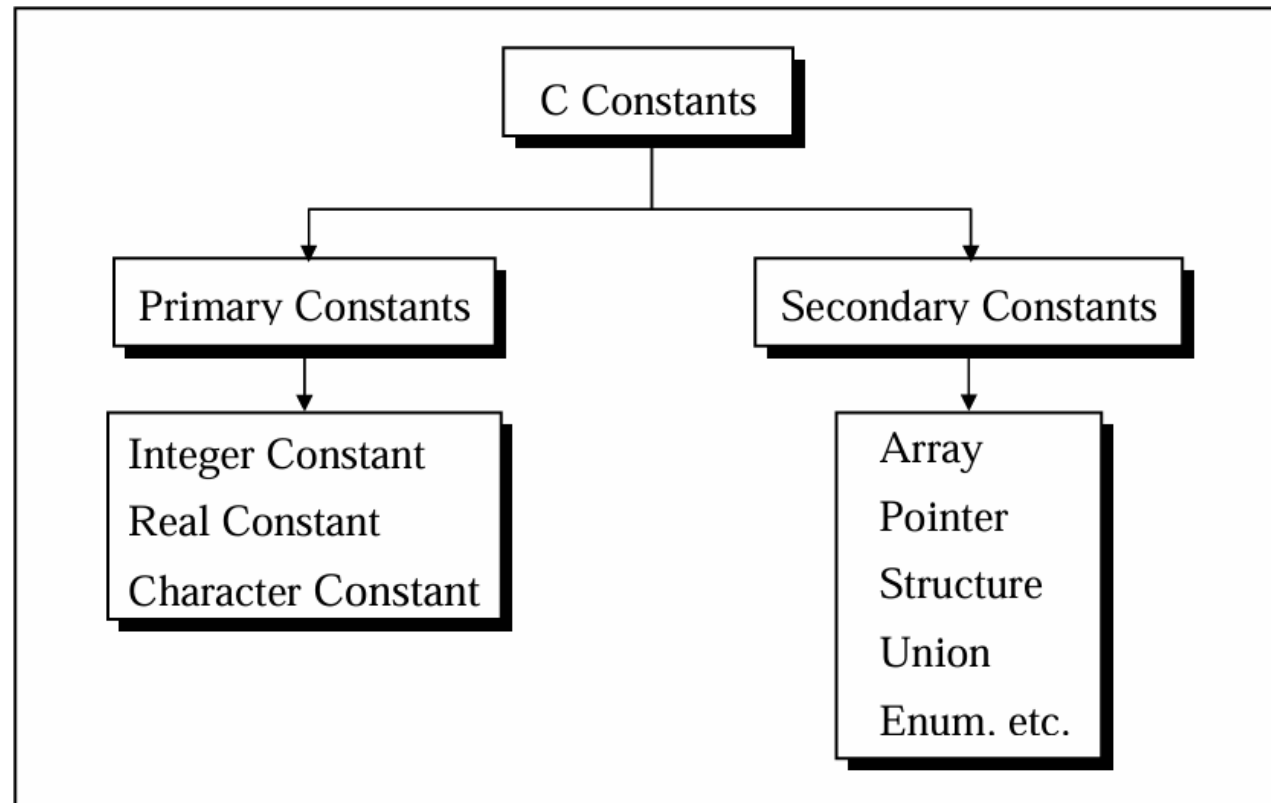 C Constants
Primary Constants
Secondary Constants
Integer Constant
Real Constant
Character Constant
Array
Pointer
Structure
Union
Enum. etc.